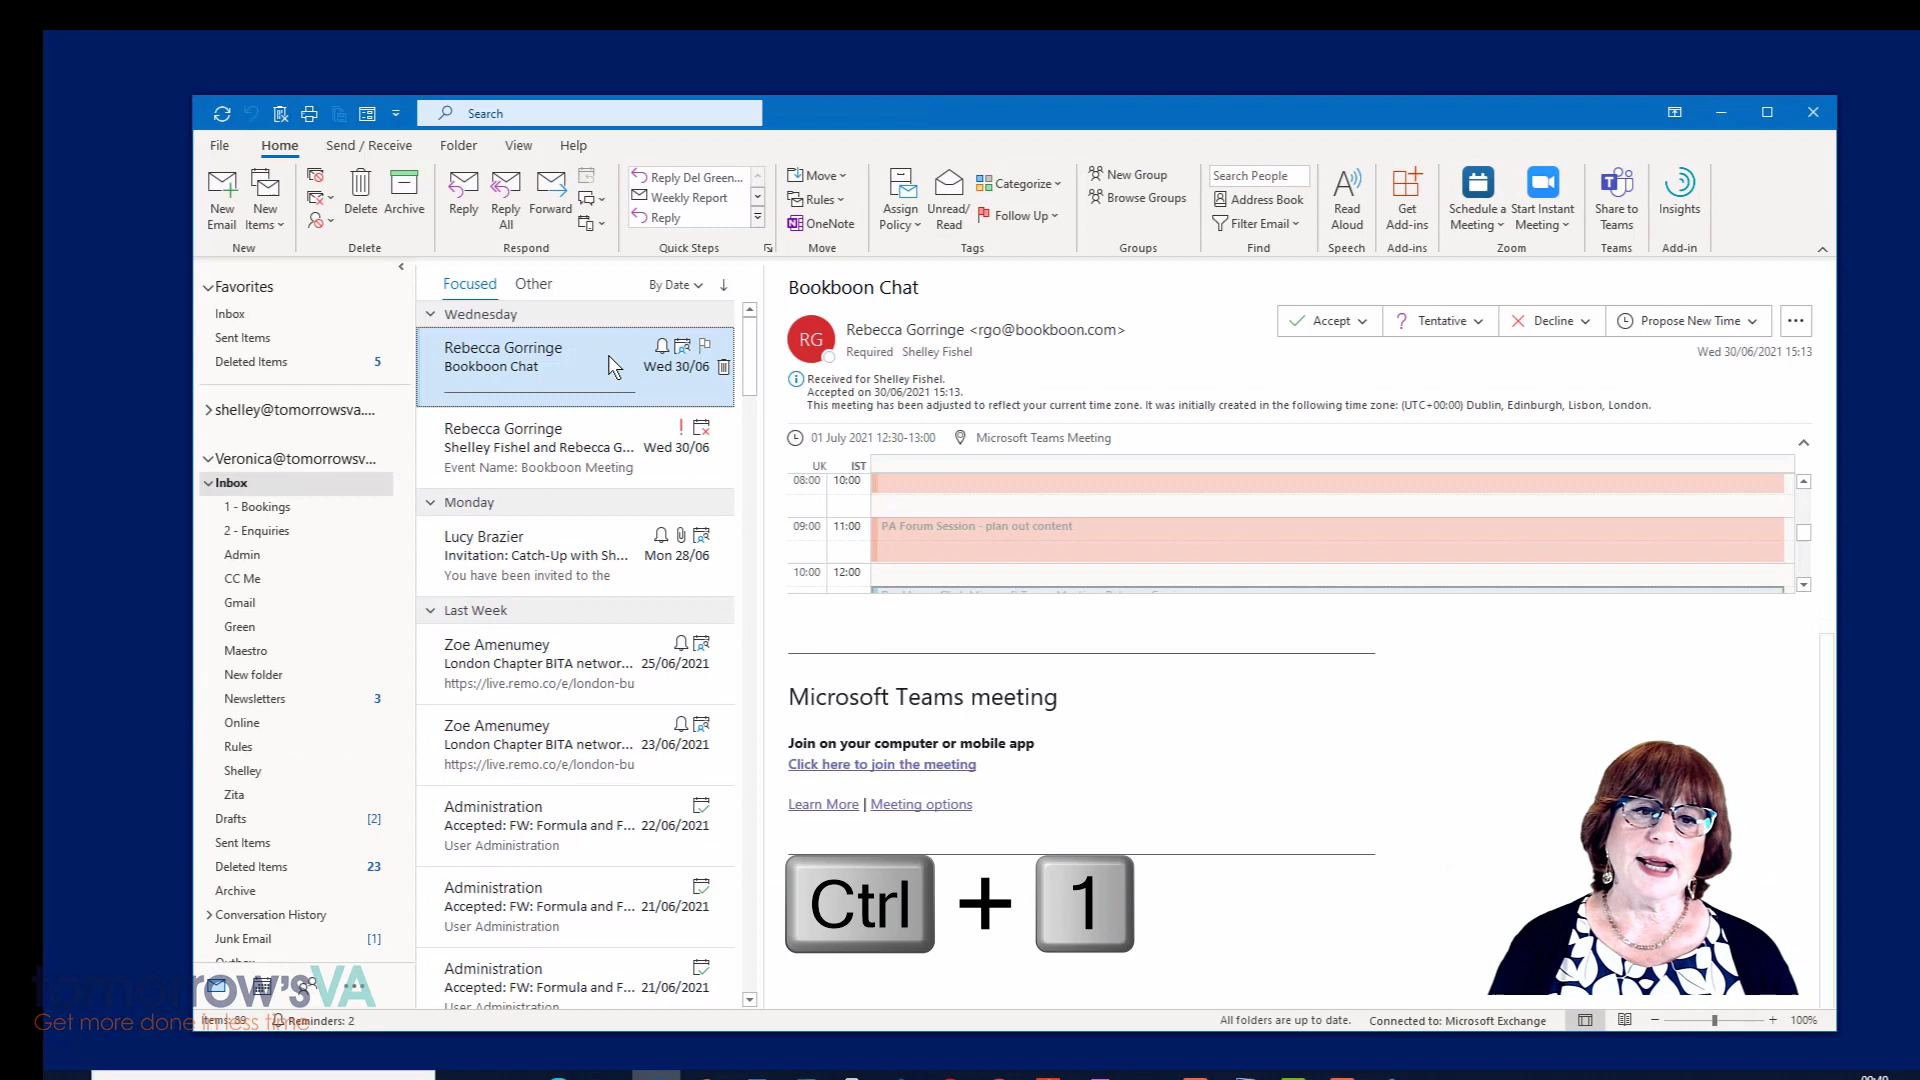 Search
File Home Send / Receive Folder View Help
New Email
New Items
New
Delete
Archive
Delete
Reply
Reply All
Forward
Respond
Reply Del Green...
Weekly Report
Reply
Quick Steps
Move
Rules
OneNote
Move
Assign Policy
Unread/ Read
Categorize
Follow Up
Tags
New Group
Browse Groups
Groups
Search People
Address Book
Filter Email
Find
Read Aloud
Speech
Get Add-ins
Add-ins
Schedule a Meeting
Start Instant Meeting
Zoom
Share to Teams
Teams
Insights
Add-in
Favorites
Inbox
Sent Items
Deleted Items 5
shelley@tomorrowsva....
Veronica@tomorrowsv...
Inbox
1 - Bookings
2 - Enquiries
Admin
CC Me
Gmail
Green
Maestro
New folder
Newsletters 3
Online
Rules
Shelley
Zita
Drafts [2]
Sent Items
Deleted Items 23
Archive
Conversation History
Junk Email [1]
Focused Other By Date
Wednesday
Rebecca Gorringe
Bookboon Chat Wed 30/06
Rebecca Gorringe
Shelley Fishel and Rebecca G... Wed 30/06
Event Name: Bookboon Meeting
Monday
Lucy Brazier
Invitation: Catch-Up with Sh... Mon 28/06
You have been invited to the
Last Week
Zoe Amenumey
London Chapter BITA networ... 25/06/2021
https://live.remo.co/e/london-bu
Zoe Amenumey
London Chapter BITA networ... 23/06/2021
https://live.remo.co/e/london-bu
Administration
Accepted: FW: Formula and F... 22/06/2021
User Administration
Administration
Accepted: FW: Formula and F... 21/06/2021
User Administration
Administration
Accepted: FW: Formula and F... 21/06/2021
User Administration
Bookboon Chat
RG
Rebecca Gorringe <rgo@bookboon.com>
Required Shelley Fishel
Accept Tentative Decline Propose New Time
Wed 30/06/2021 15:13
Received for Shelley Fishel.
Accepted on 30/06/2021 15:13.
This meeting has been adjusted to reflect your current time zone. It was initially created in the following time zone: (UTC+00:00) Dublin, Edinburgh, Lisbon, London.
01 July 2021 12:30-13:00 Microsoft Teams Meeting
UK IST
08:00 10:00
09:00 11:00 PA Forum Session - plan out content
10:00 12:00
Microsoft Teams meeting
Join on your computer or mobile app
Click here to join the meeting
Learn More | Meeting options
Ctrl + 1
tomorrow'sVA
Get more done in less time
Items: 89 Reminders: 2
All folders are up to date. Connected to: Microsoft Exchange 100%